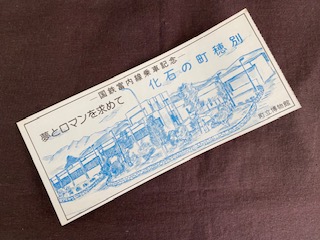 国鉄富内線乗車記念
化石の町穂別
夢とロマンを求めて
町立博物館